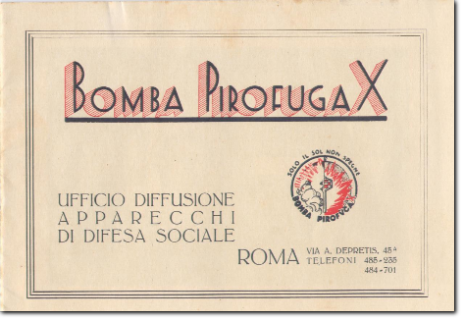 BOMBA PIROFUGA X
SOLO IL SOL NON SPEGNE
BOMBA PIROFUGA
UFFICIO DIFFUSIONE
APPARECCHI
DI DIFESA SOCIALE
ROMA
VIA A. DEPRETIS, 45A
TELEFONI 485-235
484-701